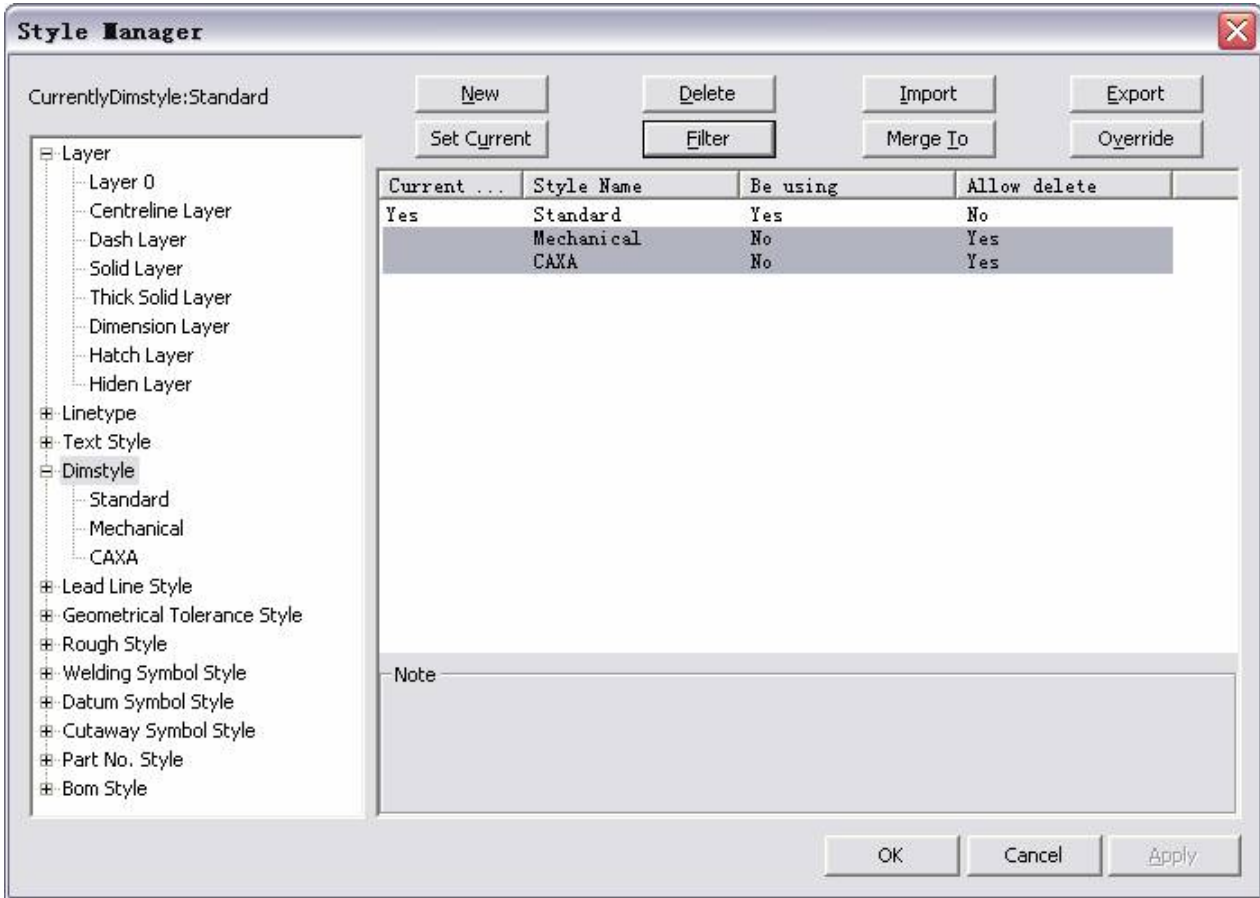 Style Manager
CurrentlyDimstyle:Standard
New Delete Import Export
Set Current Filter Merge To Override
Layer
Layer 0
Centreline Layer
Dash Layer
Solid Layer
Thick Solid Layer
Dimension Layer
Hatch Layer
Hiden Layer
Linetype
Text Style
Dimstyle
Standard
Mechanical
CAXA
Lead Line Style
Geometrical Tolerance Style
Rough Style
Welding Symbol Style
Datum Symbol Style
Cutaway Symbol Style
Part No. Style
Bom Style
Current ... Style Name Be using Allow delete
Yes Standard Yes No
Mechanical No Yes
CAXA No Yes
Note
OK Cancel Apply